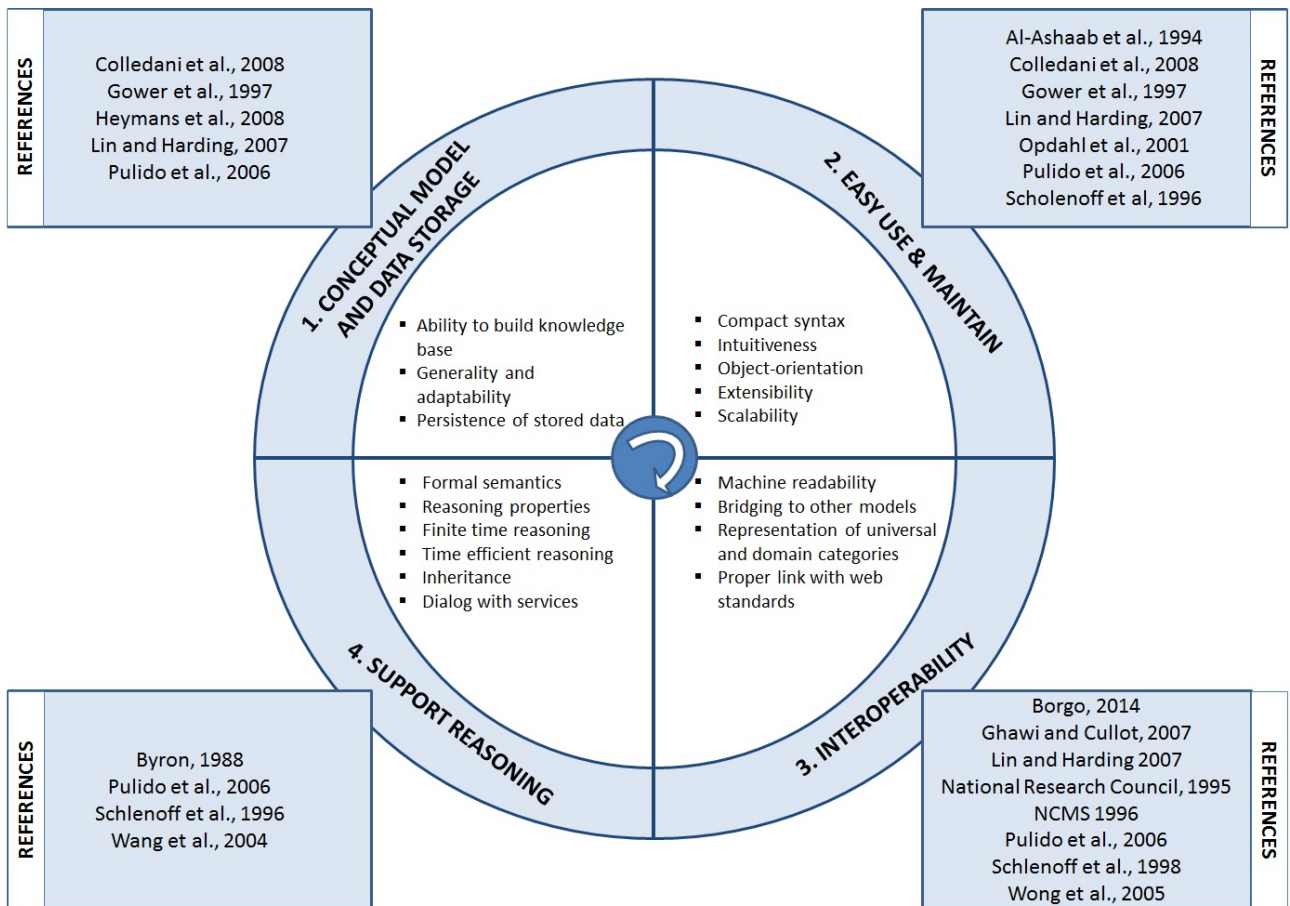 REFERENCES
Colledani et al., 2008
Gower et al., 1997
Heymans et al., 2008
Lin and Harding, 2007
Pulido et al., 2006
1. CONCEPTUAL MODEL
AND DATA STORAGE
▪ Ability to build knowledge
base
▪ Generality and
adaptability
▪ Persistence of stored data
Al-Ashaab et al., 1994
Colledani et al., 2008
Gower et al., 1997
Lin and Harding, 2007
Opdahl et al., 2001
Pulido et al., 2006
Scholenoff et al, 1996
REFERENCES
2. EASY USE & MAINTAIN
▪ Compact syntax
▪ Intuitiveness
▪ Object-orientation
▪ Extensibility
▪ Scalability
▪ Machine readability
▪ Bridging to other models
▪ Representation of universal
and domain categories
▪ Proper link with web
standards
3. INTEROPERABILITY
Borgo, 2014
Ghawi and Cullot, 2007
Lin and Harding 2007
National Research Council, 1995
NCMS 1996
Pulido et al., 2006
Schlenoff et al., 1998
Wong et al., 2005
REFERENCES
▪ Formal semantics
▪ Reasoning properties
▪ Finite time reasoning
▪ Time efficient reasoning
▪ Inheritance
▪ Dialog with services
4. SUPPORT REASONING
REFERENCES
Byron, 1988
Pulido et al., 2006
Schlenoff et al., 1996
Wang et al., 2004